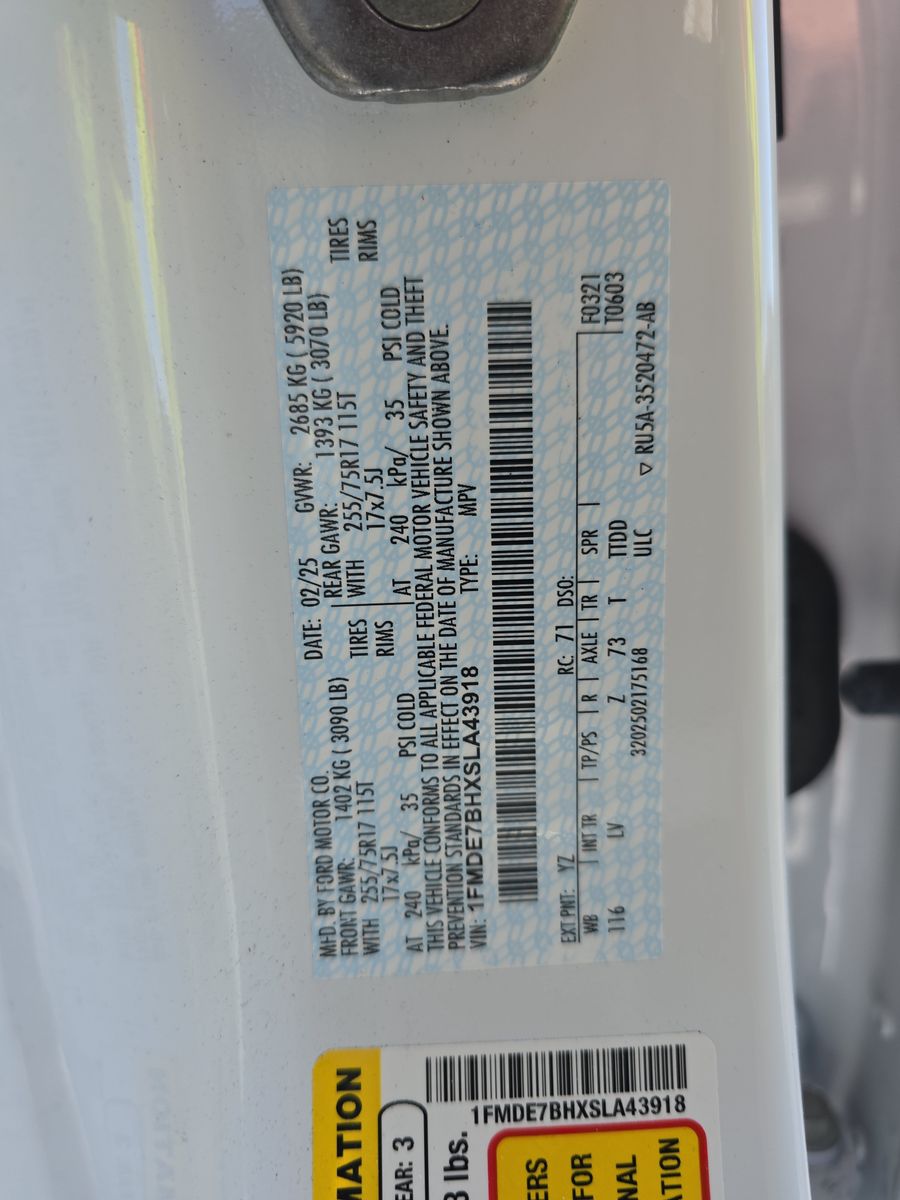 MFD. BY FORD MOTOR CO.
DATE: 02/25 GVWR: 2685 KG ( 5920 LB)
FRONT GAWR: 1402 KG ( 3090 LB) REAR GAWR: 1393 KG ( 3070 LB)
WITH 255/75R17 115T TIRES WITH 255/75R17 115T TIRES
17x7.5J RIMS 17x7.5J RIMS
AT 240 kPa/ 35 PSI COLD AT 240 kPa/ 35 PSI COLD
THIS VEHICLE CONFORMS TO ALL APPLICABLE FEDERAL MOTOR VEHICLE SAFETY AND THEFT
PREVENTION STANDARDS IN EFFECT ON THE DATE OF MANUFACTURE SHOWN ABOVE.
VIN: 1FMDE7BHXSLA43918 TYPE: MPV
EXT PNT: YZ RC: 71 DSO:
WB INT TR TP/PS R AXLE TR SPR F0321
116 LV Z 73 T TTDD T0603
3202502175168 ULC
▽ RU5A-3520472-AB
MATION
EAR: 3
8 lbs.
1FMDE7BHXSLA43918
ERS
FOR
NAL
ATION